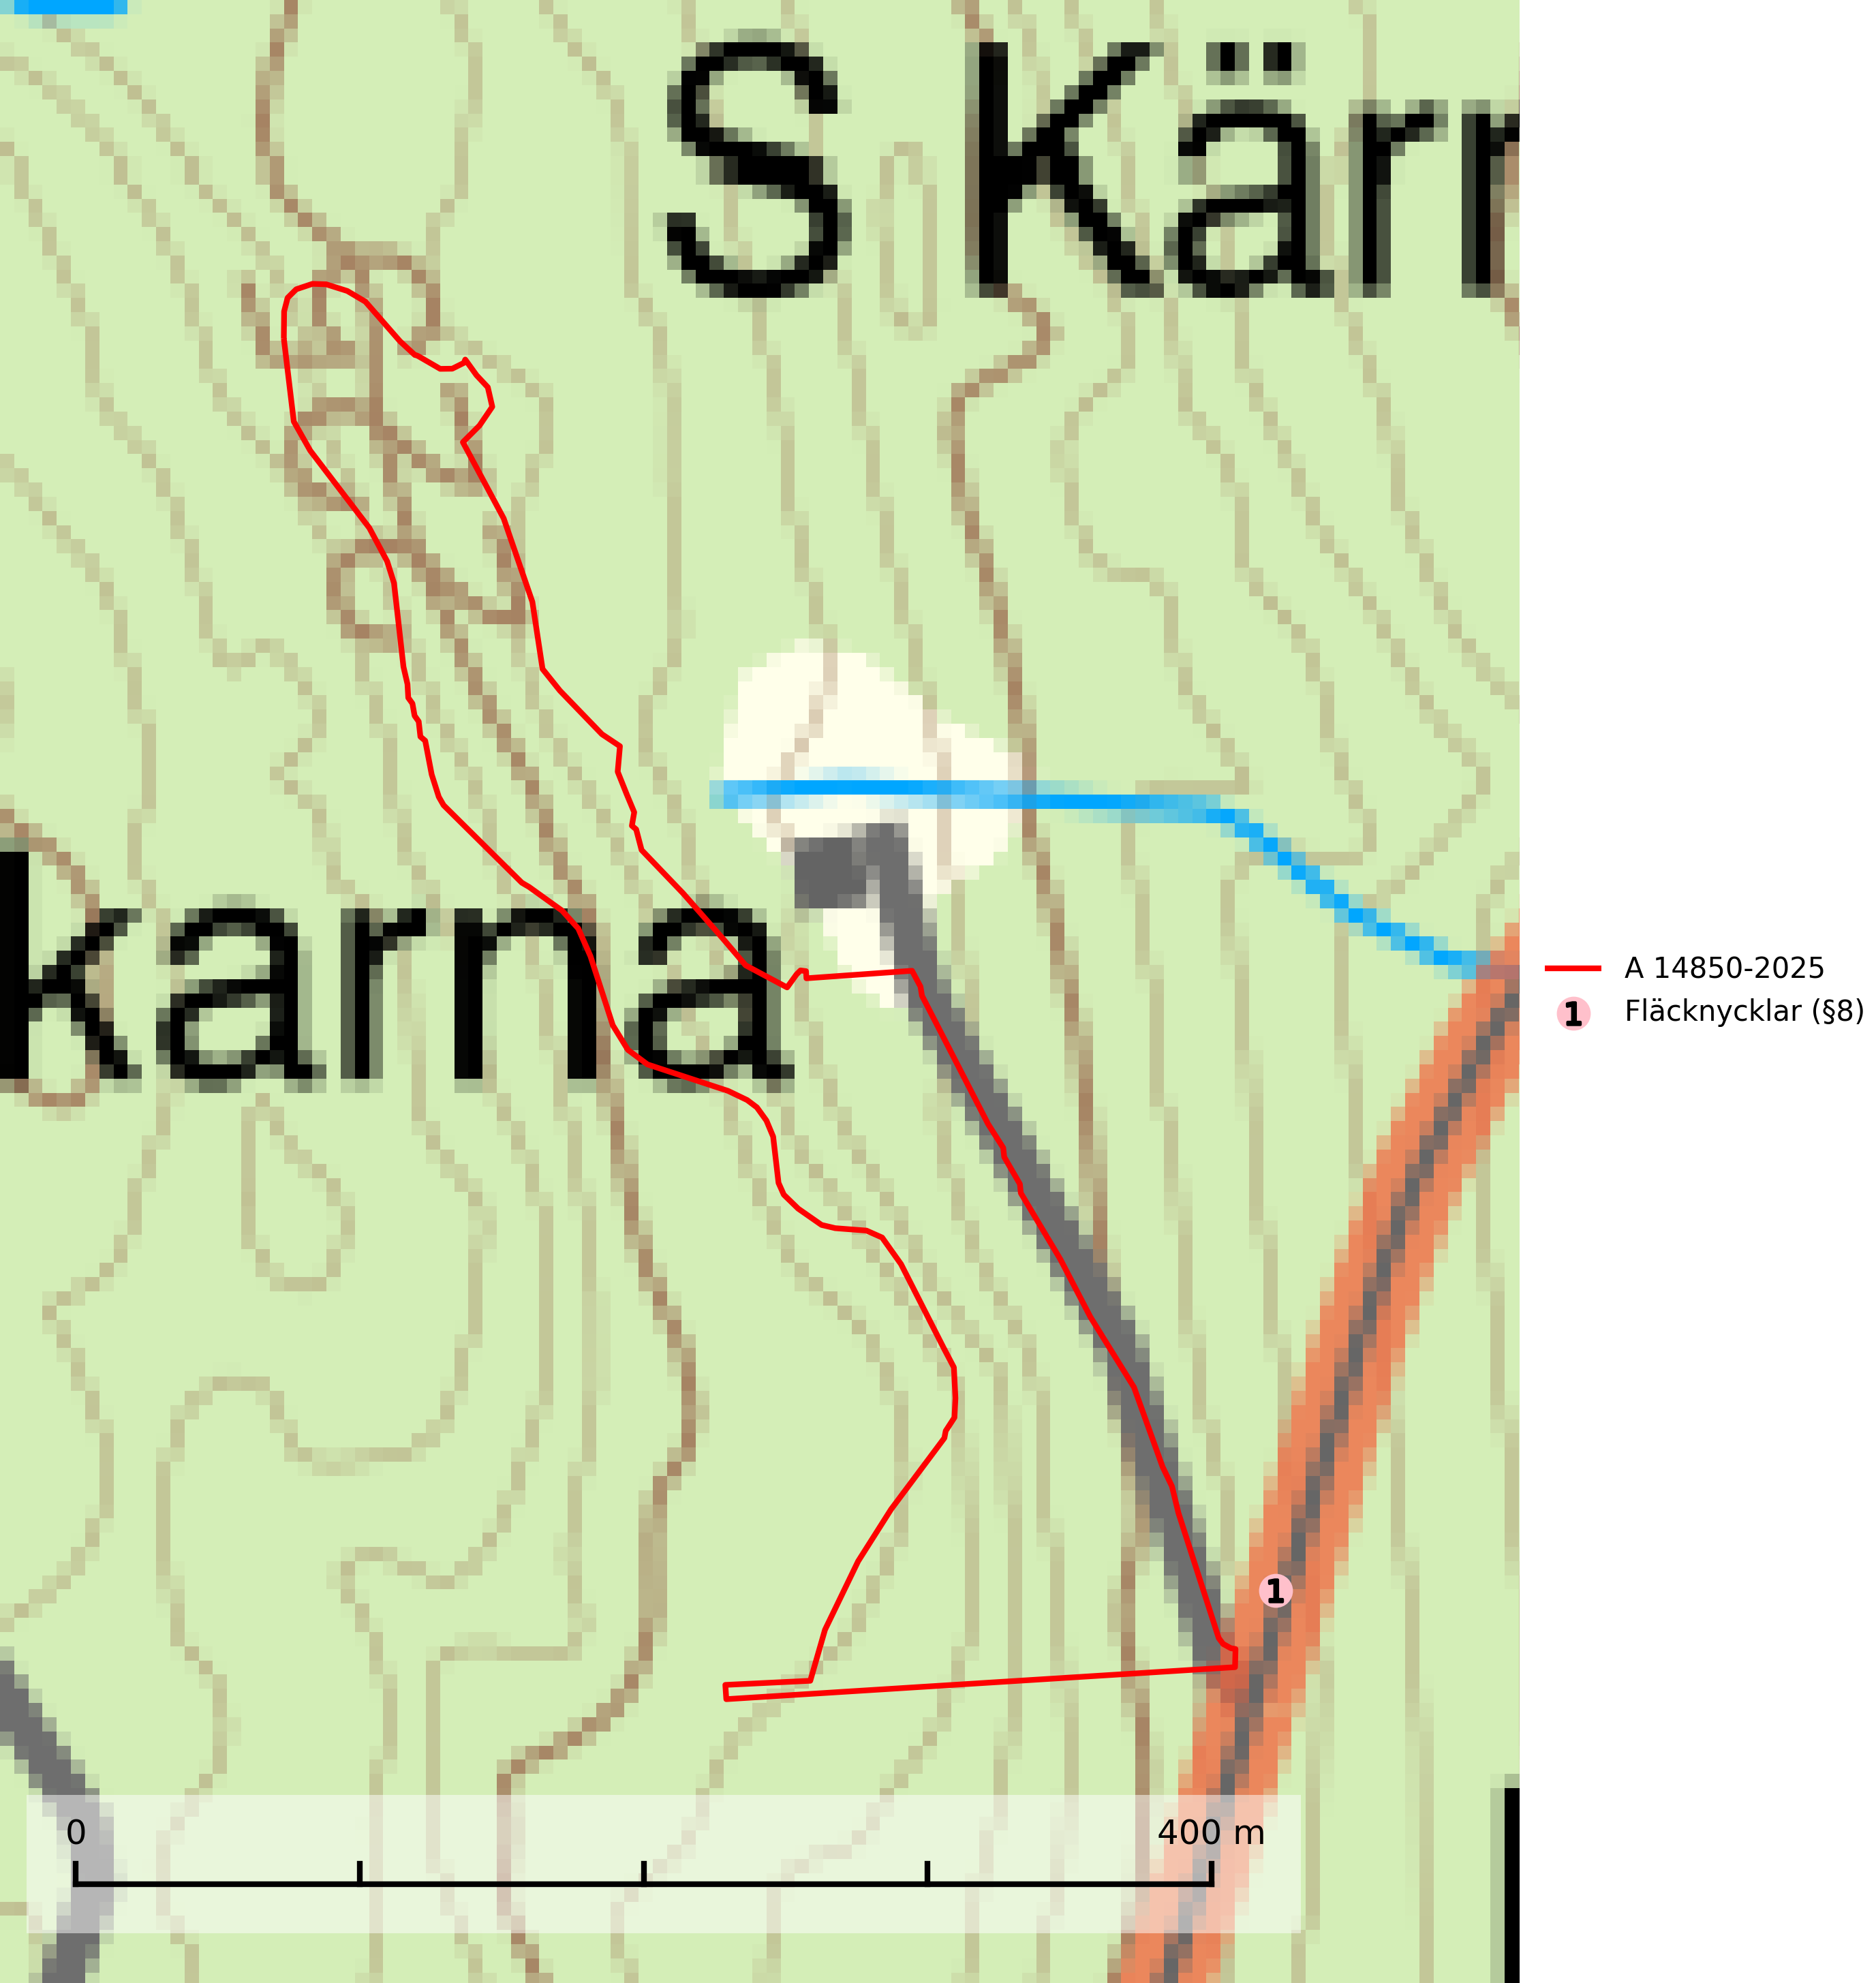 S Kärr
karna
1
0
400 m
A 14850-2025
1 Fläcknycklar (§8)